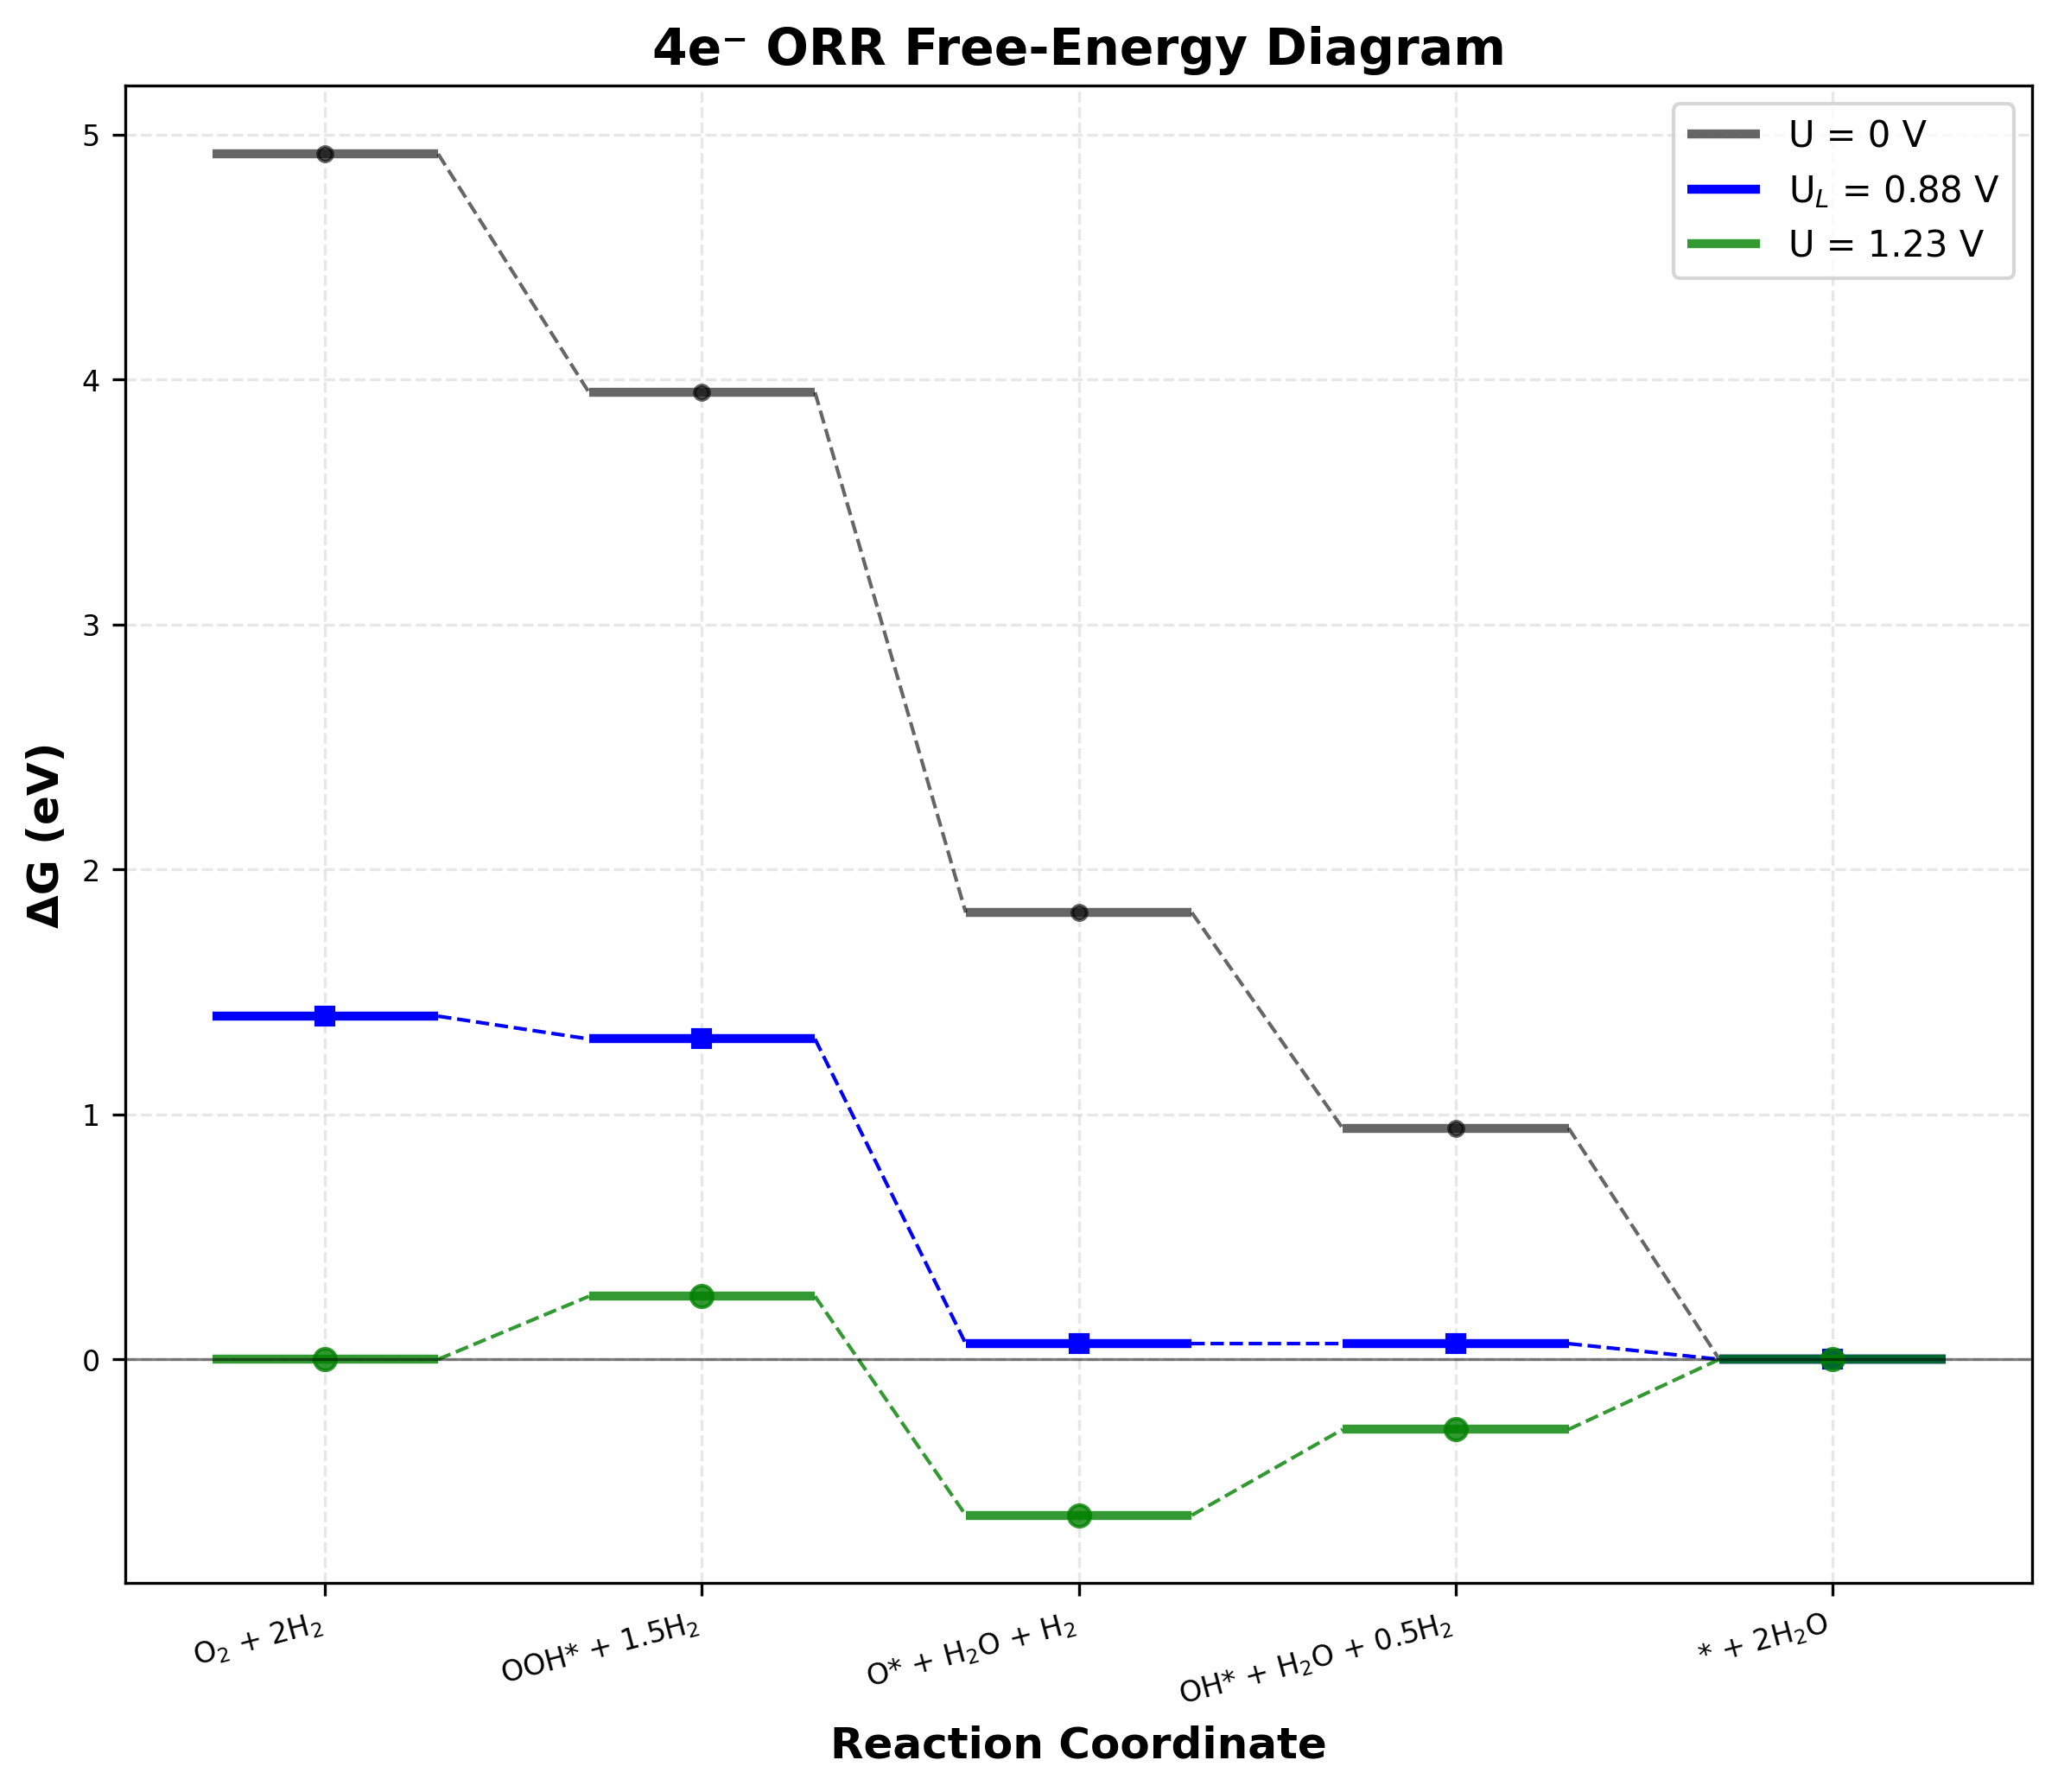 4e⁻ ORR Free-Energy Diagram
U = 0 V
U_L = 0.88 V
U = 1.23 V
ΔG (eV)
5
4
3
2
1
0
O₂ + 2H₂
OOH* + 1.5H₂
O* + H₂O + H₂
OH* + H₂O + 0.5H₂
* + 2H₂O
Reaction Coordinate